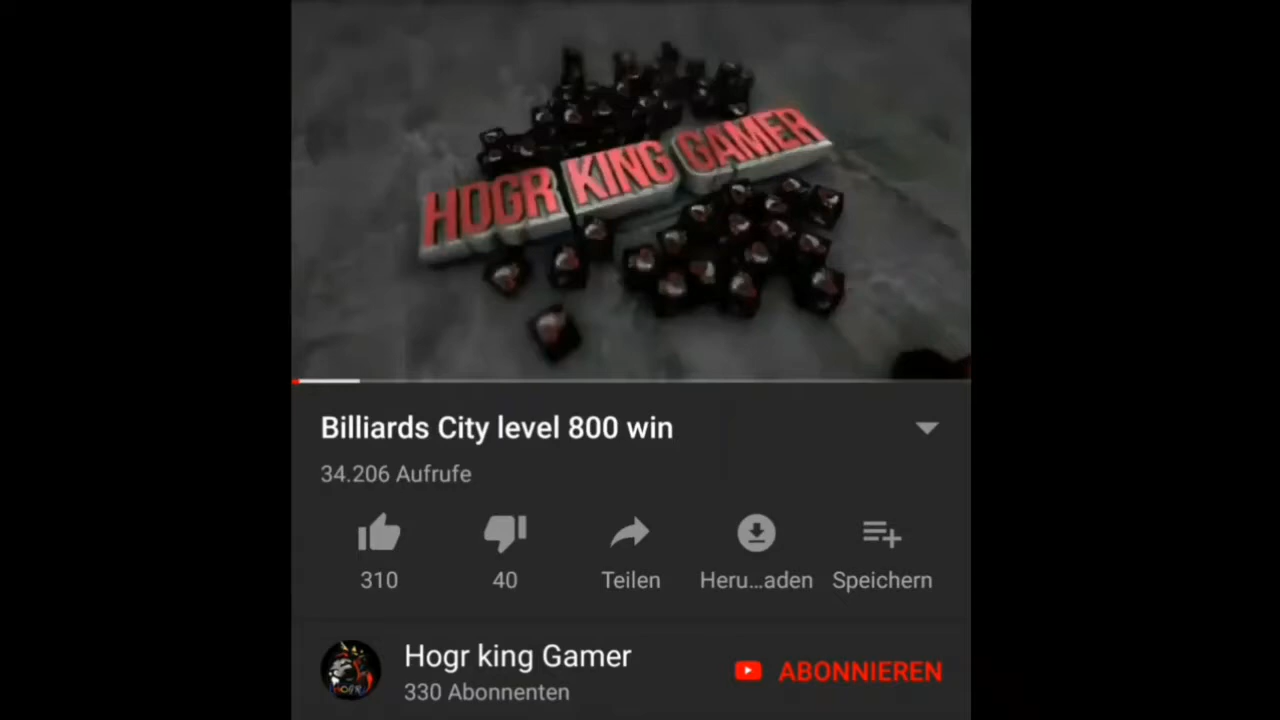 HOGR KING GAMER
Billiards City level 800 win
34.206 Aufrufe
310 40 Teilen Heru...aden Speichern
Hogr king Gamer
330 Abonnenten
ABONNIEREN
HOGR